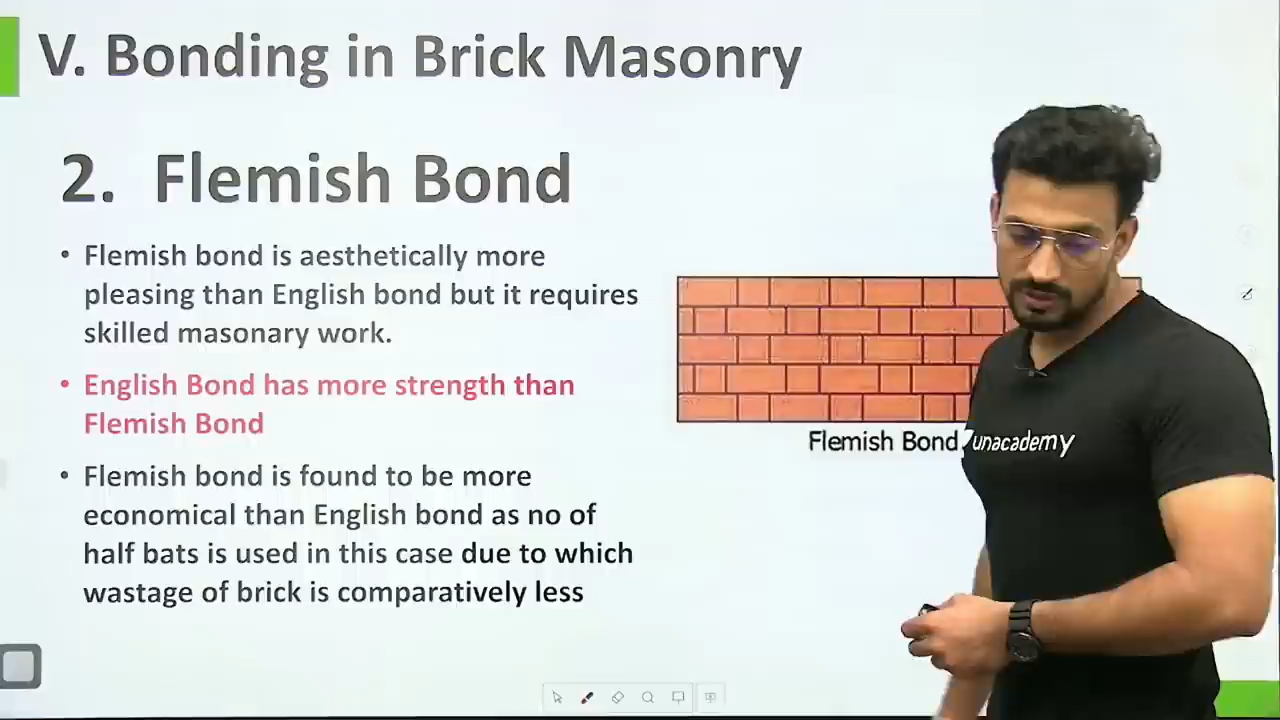 V. Bonding in Brick Masonry
2. Flemish Bond
• Flemish bond is aesthetically more
pleasing than English bond but it requires
skilled masonary work.
• English Bond has more strength than
Flemish Bond
• Flemish bond is found to be more
economical than English bond as no of
half bats is used in this case due to which
wastage of brick is comparatively less
Flemish Bond
unacademy